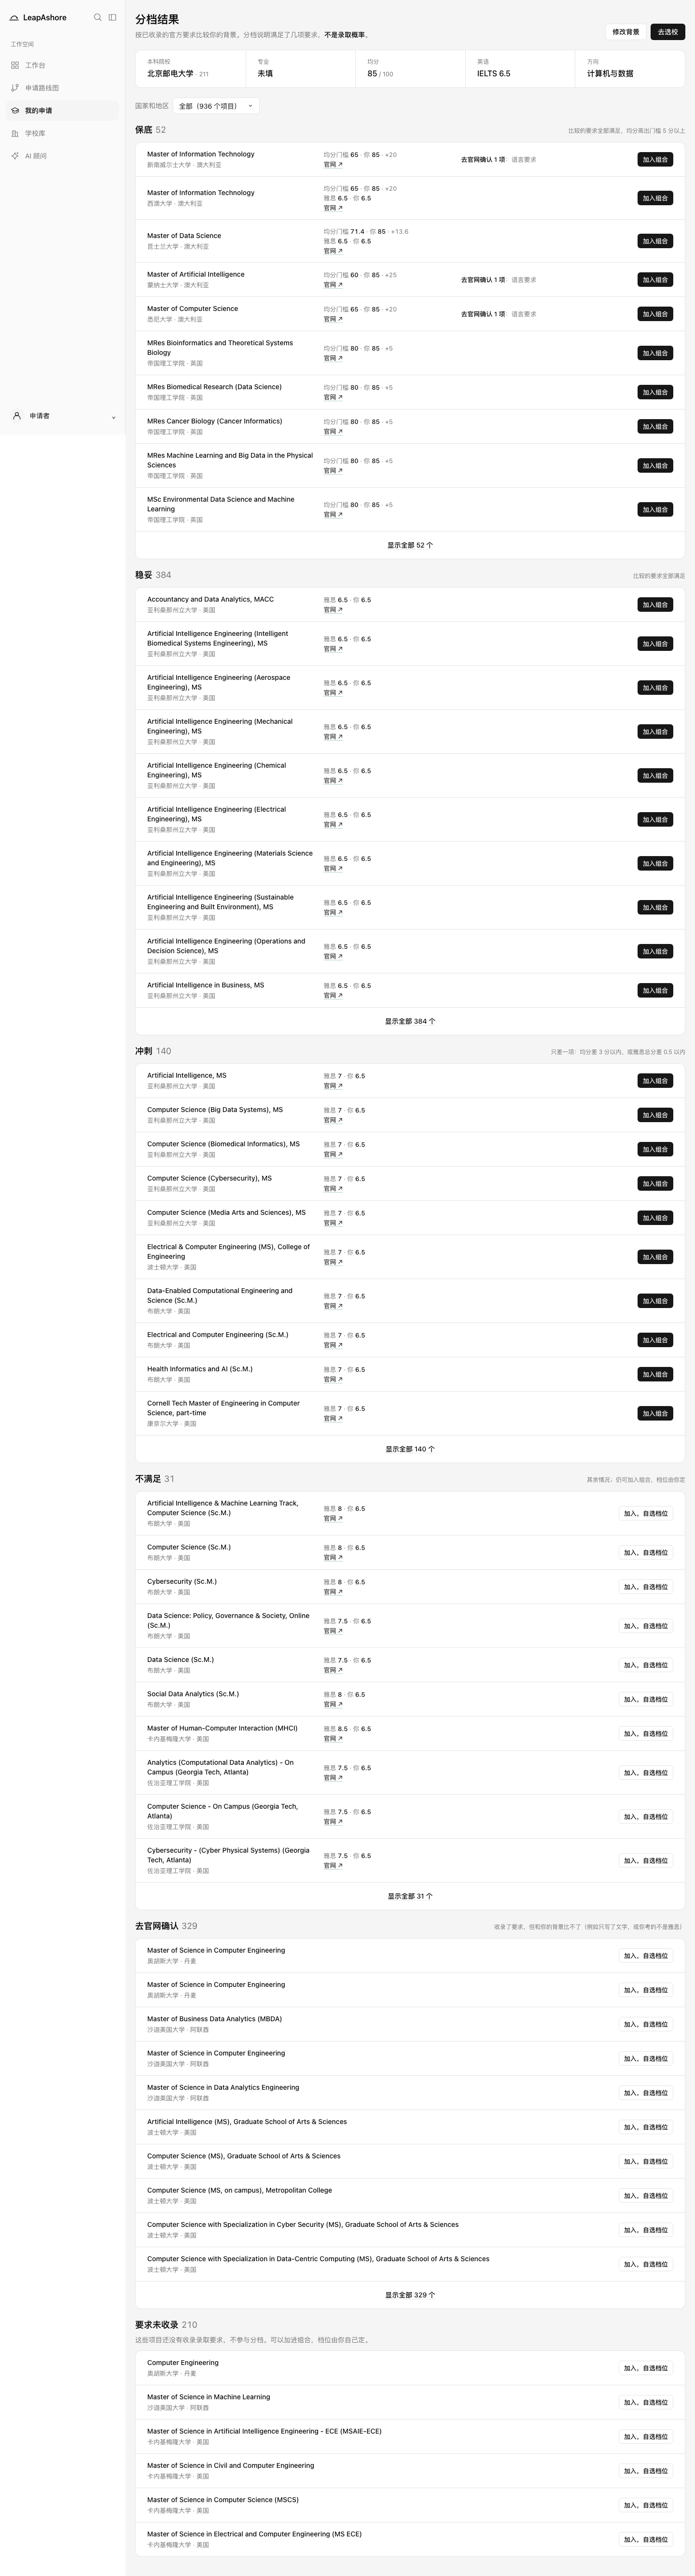 LeapAshore
工作空间
工作台
申请路线图
我的申请
学校库
AI 顾问
申请者
分档结果
按已收录的官方要求比较你的背景。分档说明满足了几项要求，不是录取概率。
修改背景
去选校
本科院校
北京邮电大学 · 211
专业
未填
均分
85 / 100
英语
IELTS 6.5
方向
计算机与数据
国家和地区
全部（936 个项目）
保底 52
比较的要求全部满足，均分高出门槛 5 分以上
Master of Information Technology
新南威尔士大学 · 澳大利亚
均分门槛 65 · 你 85 · +20
官网 ↗
去官网确认 1 项：语言要求
加入组合
Master of Information Technology
西澳大学 · 澳大利亚
均分门槛 65 · 你 85 · +20
雅思 6.5 · 你 6.5
官网 ↗
加入组合
Master of Data Science
昆士兰大学 · 澳大利亚
均分门槛 71.4 · 你 85 · +13.6
雅思 6.5 · 你 6.5
官网 ↗
加入组合
Master of Artificial Intelligence
蒙纳士大学 · 澳大利亚
均分门槛 60 · 你 85 · +25
官网 ↗
去官网确认 1 项：语言要求
加入组合
Master of Computer Science
悉尼大学 · 澳大利亚
均分门槛 65 · 你 85 · +20
官网 ↗
去官网确认 1 项：语言要求
加入组合
MRes Bioinformatics and Theoretical Systems
Biology
帝国理工学院 · 英国
均分门槛 80 · 你 85 · +5
官网 ↗
加入组合
MRes Biomedical Research (Data Science)
帝国理工学院 · 英国
均分门槛 80 · 你 85 · +5
官网 ↗
加入组合
MRes Cancer Biology (Cancer Informatics)
帝国理工学院 · 英国
均分门槛 80 · 你 85 · +5
官网 ↗
加入组合
MRes Machine Learning and Big Data in the Physical
Sciences
帝国理工学院 · 英国
均分门槛 80 · 你 85 · +5
官网 ↗
加入组合
MSc Environmental Data Science and Machine
Learning
帝国理工学院 · 英国
均分门槛 80 · 你 85 · +5
官网 ↗
加入组合
显示全部 52 个
稳妥 384
比较的要求全部满足
Accountancy and Data Analytics, MACC
亚利桑那州立大学 · 美国
雅思 6.5 · 你 6.5
官网 ↗
加入组合
Artificial Intelligence Engineering (Intelligent
Biomedical Systems Engineering), MS
亚利桑那州立大学 · 美国
雅思 6.5 · 你 6.5
官网 ↗
加入组合
Artificial Intelligence Engineering (Aerospace
Engineering), MS
亚利桑那州立大学 · 美国
雅思 6.5 · 你 6.5
官网 ↗
加入组合
Artificial Intelligence Engineering (Mechanical
Engineering), MS
亚利桑那州立大学 · 美国
雅思 6.5 · 你 6.5
官网 ↗
加入组合
Artificial Intelligence Engineering (Chemical
Engineering), MS
亚利桑那州立大学 · 美国
雅思 6.5 · 你 6.5
官网 ↗
加入组合
Artificial Intelligence Engineering (Electrical
Engineering), MS
亚利桑那州立大学 · 美国
雅思 6.5 · 你 6.5
官网 ↗
加入组合
Artificial Intelligence Engineering (Materials Science
and Engineering), MS
亚利桑那州立大学 · 美国
雅思 6.5 · 你 6.5
官网 ↗
加入组合
Artificial Intelligence Engineering (Sustainable
Engineering and Built Environment), MS
亚利桑那州立大学 · 美国
雅思 6.5 · 你 6.5
官网 ↗
加入组合
Artificial Intelligence Engineering (Operations and
Decision Science), MS
亚利桑那州立大学 · 美国
雅思 6.5 · 你 6.5
官网 ↗
加入组合
Artificial Intelligence in Business, MS
亚利桑那州立大学 · 美国
雅思 6.5 · 你 6.5
官网 ↗
加入组合
显示全部 384 个
冲刺 140
只差一项：均分差 3 分以内，或雅思总分差 0.5 以内
Artificial Intelligence, MS
亚利桑那州立大学 · 美国
雅思 7 · 你 6.5
官网 ↗
加入组合
Computer Science (Big Data Systems), MS
亚利桑那州立大学 · 美国
雅思 7 · 你 6.5
官网 ↗
加入组合
Computer Science (Biomedical Informatics), MS
亚利桑那州立大学 · 美国
雅思 7 · 你 6.5
官网 ↗
加入组合
Computer Science (Cybersecurity), MS
亚利桑那州立大学 · 美国
雅思 7 · 你 6.5
官网 ↗
加入组合
Computer Science (Media Arts and Sciences), MS
亚利桑那州立大学 · 美国
雅思 7 · 你 6.5
官网 ↗
加入组合
Electrical & Computer Engineering (MS), College of
Engineering
波士顿大学 · 美国
雅思 7 · 你 6.5
官网 ↗
加入组合
Data-Enabled Computational Engineering and
Science (Sc.M.)
布朗大学 · 美国
雅思 7 · 你 6.5
官网 ↗
加入组合
Electrical and Computer Engineering (Sc.M.)
布朗大学 · 美国
雅思 7 · 你 6.5
官网 ↗
加入组合
Health Informatics and AI (Sc.M.)
布朗大学 · 美国
雅思 7 · 你 6.5
官网 ↗
加入组合
Cornell Tech Master of Engineering in Computer
Science, part-time
康奈尔大学 · 美国
雅思 7 · 你 6.5
官网 ↗
加入组合
显示全部 140 个
不满足 31
其余情况；仍可加入组合，档位由你定
Artificial Intelligence & Machine Learning Track,
Computer Science (Sc.M.)
布朗大学 · 美国
雅思 8 · 你 6.5
官网 ↗
加入，自选档位
Computer Science (Sc.M.)
布朗大学 · 美国
雅思 8 · 你 6.5
官网 ↗
加入，自选档位
Cybersecurity (Sc.M.)
布朗大学 · 美国
雅思 8 · 你 6.5
官网 ↗
加入，自选档位
Data Science: Policy, Governance & Society, Online
(Sc.M.)
布朗大学 · 美国
雅思 7.5 · 你 6.5
官网 ↗
加入，自选档位
Data Science (Sc.M.)
布朗大学 · 美国
雅思 7.5 · 你 6.5
官网 ↗
加入，自选档位
Social Data Analytics (Sc.M.)
布朗大学 · 美国
雅思 8 · 你 6.5
官网 ↗
加入，自选档位
Master of Human-Computer Interaction (MHCI)
卡内基梅隆大学 · 美国
雅思 8.5 · 你 6.5
官网 ↗
加入，自选档位
Analytics (Computational Data Analytics) - On
Campus (Georgia Tech, Atlanta)
佐治亚理工学院 · 美国
雅思 7.5 · 你 6.5
官网 ↗
加入，自选档位
Computer Science - On Campus (Georgia Tech,
Atlanta)
佐治亚理工学院 · 美国
雅思 7.5 · 你 6.5
官网 ↗
加入，自选档位
Cybersecurity - (Cyber Physical Systems) (Georgia
Tech, Atlanta)
佐治亚理工学院 · 美国
雅思 7.5 · 你 6.5
官网 ↗
加入，自选档位
显示全部 31 个
去官网确认 329
收录了要求，但和你的背景比不了（例如只写了文字，或你考的不是雅思）
Master of Science in Computer Engineering
奥胡斯大学 · 丹麦
加入，自选档位
Master of Science in Computer Engineering
奥胡斯大学 · 丹麦
加入，自选档位
Master of Business Data Analytics (MBDA)
沙迦美国大学 · 阿联酋
加入，自选档位
Master of Science in Computer Engineering
沙迦美国大学 · 阿联酋
加入，自选档位
Master of Science in Data Analytics Engineering
沙迦美国大学 · 阿联酋
加入，自选档位
Artificial Intelligence (MS), Graduate School of Arts & Sciences
波士顿大学 · 美国
加入，自选档位
Computer Science (MS), Graduate School of Arts & Sciences
波士顿大学 · 美国
加入，自选档位
Computer Science (MS, on campus), Metropolitan College
波士顿大学 · 美国
加入，自选档位
Computer Science with Specialization in Cyber Security (MS), Graduate School of Arts & Sciences
波士顿大学 · 美国
加入，自选档位
Computer Science with Specialization in Data-Centric Computing (MS), Graduate School of Arts & Sciences
波士顿大学 · 美国
加入，自选档位
显示全部 329 个
要求未收录 210
这些项目还没有收录录取要求，不参与分档。可以加进组合，档位由你自己定。
Computer Engineering
奥胡斯大学 · 丹麦
加入，自选档位
Master of Science in Machine Learning
沙迦美国大学 · 阿联酋
加入，自选档位
Master of Science in Artificial Intelligence Engineering - ECE (MSAIE-ECE)
卡内基梅隆大学 · 美国
加入，自选档位
Master of Science in Civil and Computer Engineering
卡内基梅隆大学 · 美国
加入，自选档位
Master of Science in Computer Science (MSCS)
卡内基梅隆大学 · 美国
加入，自选档位
Master of Science in Electrical and Computer Engineering (MS ECE)
卡内基梅隆大学 · 美国
加入，自选档位